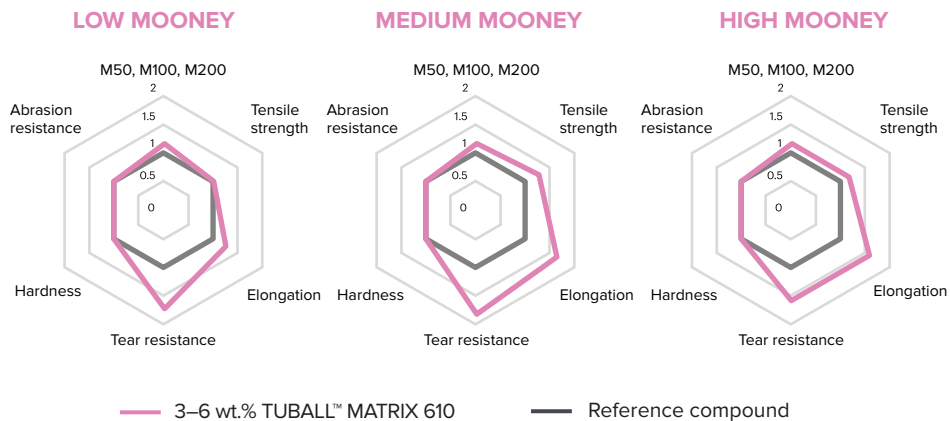 LOW MOONEY
M50, M100, M200
Abrasion
resistance
Tensile
strength
2
1.5
1
0.5
0
Hardness
Elongation
Tear resistance
MEDIUM MOONEY
M50, M100, M200
Abrasion
resistance
Tensile
strength
2
1.5
1
0.5
0
Hardness
Elongation
Tear resistance
HIGH MOONEY
M50, M100, M200
Abrasion
resistance
Tensile
strength
2
1.5
1
0.5
0
Hardness
Elongation
Tear resistance
3–6 wt.% TUBALL™ MATRIX 610
Reference compound